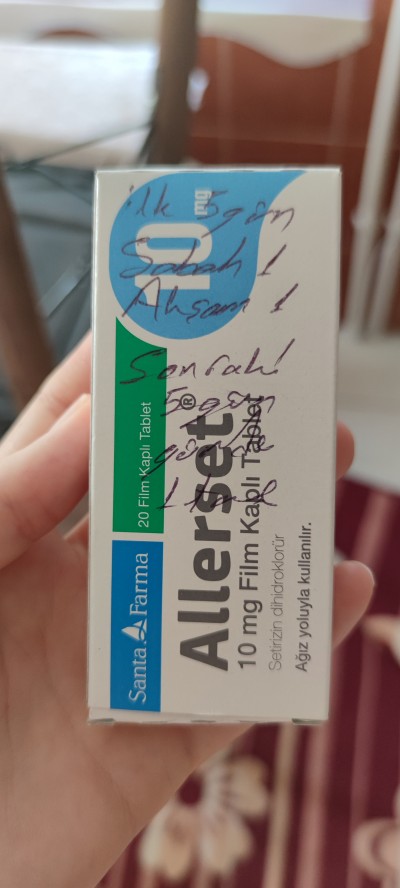 ilk 5 gün
Sabah 1
Akşam 1
Sonraki
5 gün
günde
1 tane
10 mg
20 Film Kaplı Tablet
Santa Farma
Allerset®
10 mg Film Kaplı Tablet
Setirizin dihidroklorür
Ağız yoluyla kullanılır.